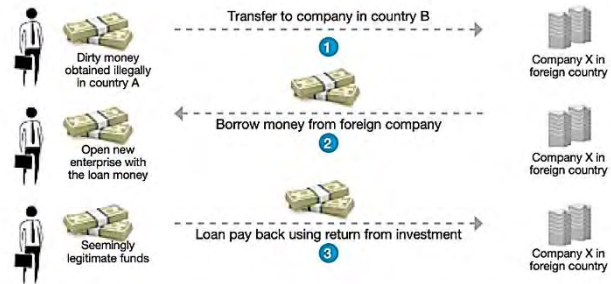 Transfer to company in country B
1
Dirty money
obtained illegally
in country A
Company X in
foreign country
Borrow money from foreign company
2
Open new
enterprise with
the loan money
Company X in
foreign country
Loan pay back using return from investment
3
Seemingly
legitimate funds
Company X in
foreign country